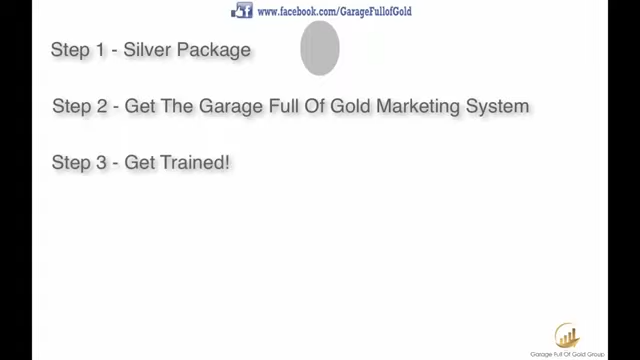 www.facebook.com/GarageFullofGold
Step 1 - Silver Package
Step 2 - Get The Garage Full Of Gold Marketing System
Step 3 - Get Trained!
Garage Full Of Gold Group